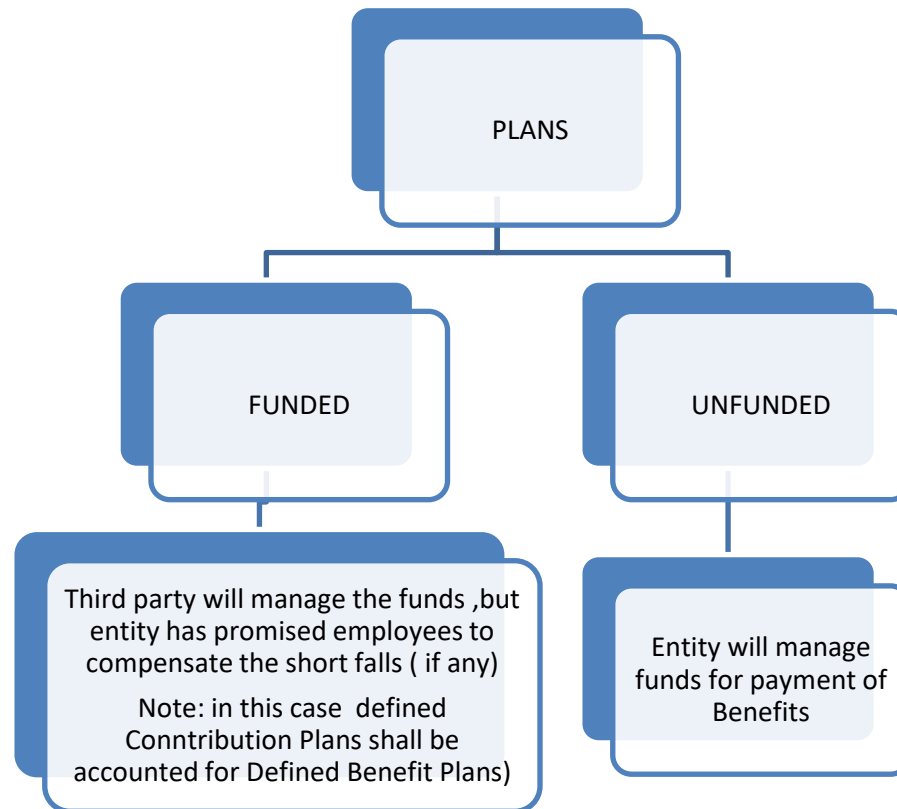 PLANS
FUNDED
UNFUNDED
Third party will manage the funds ,but
entity has promised employees to
compensate the short falls ( if any)
Note: in this case defined
Conntribution Plans shall be
accounted for Defined Benefit Plans)
Entity will manage
funds for payment of
Benefits